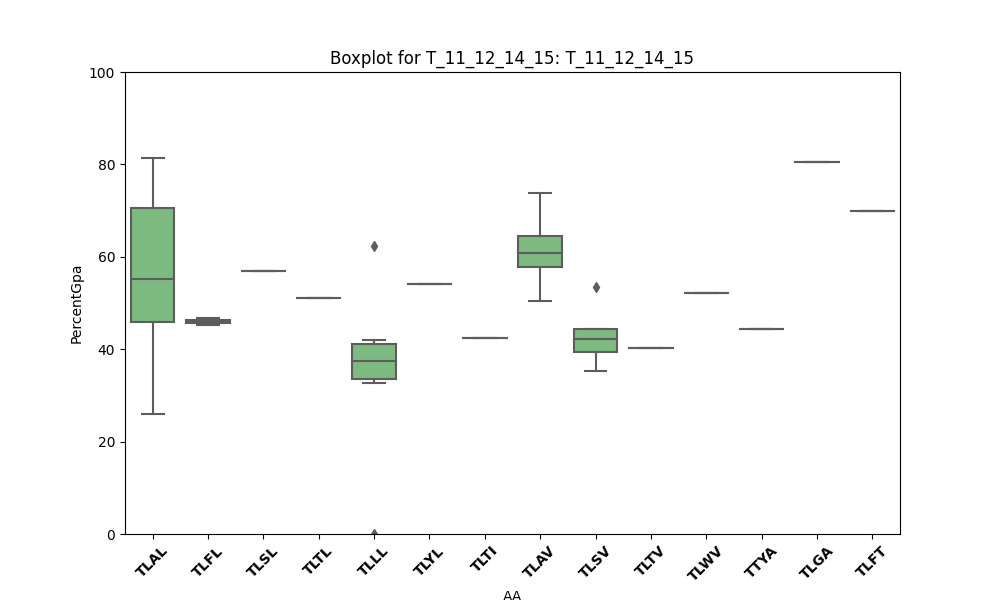 Boxplot for T_11_12_14_15: T_11_12_14_15
PercentGpa
100
80
60
40
20
0
TLAL TLFL TLSL TLTL TLLL TLYL TLTI TLAV TLSV TLTV TLWV TTYA TLGA TLFT
AA